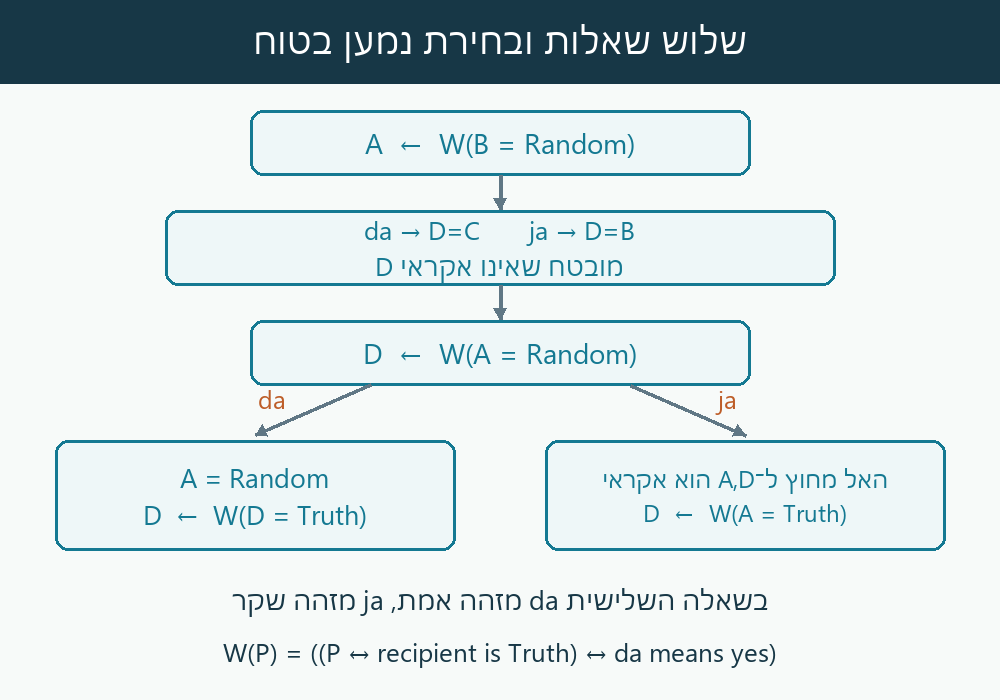 שלוש שאלות ובחירת נמען בטוח
A ← W(B = Random)
da → D=C ja → D=B
D מובטח שאינו אקראי
D ← W(A = Random)
da
ja
A = Random
D ← W(D = Truth)
האל מחוץ ל־A,D הוא אקראי
D ← W(A = Truth)
בשאלה השלישית da מזהה אמת, ja מזהה שקר
W(P) = ((P ↔ recipient is Truth) ↔ da means yes)